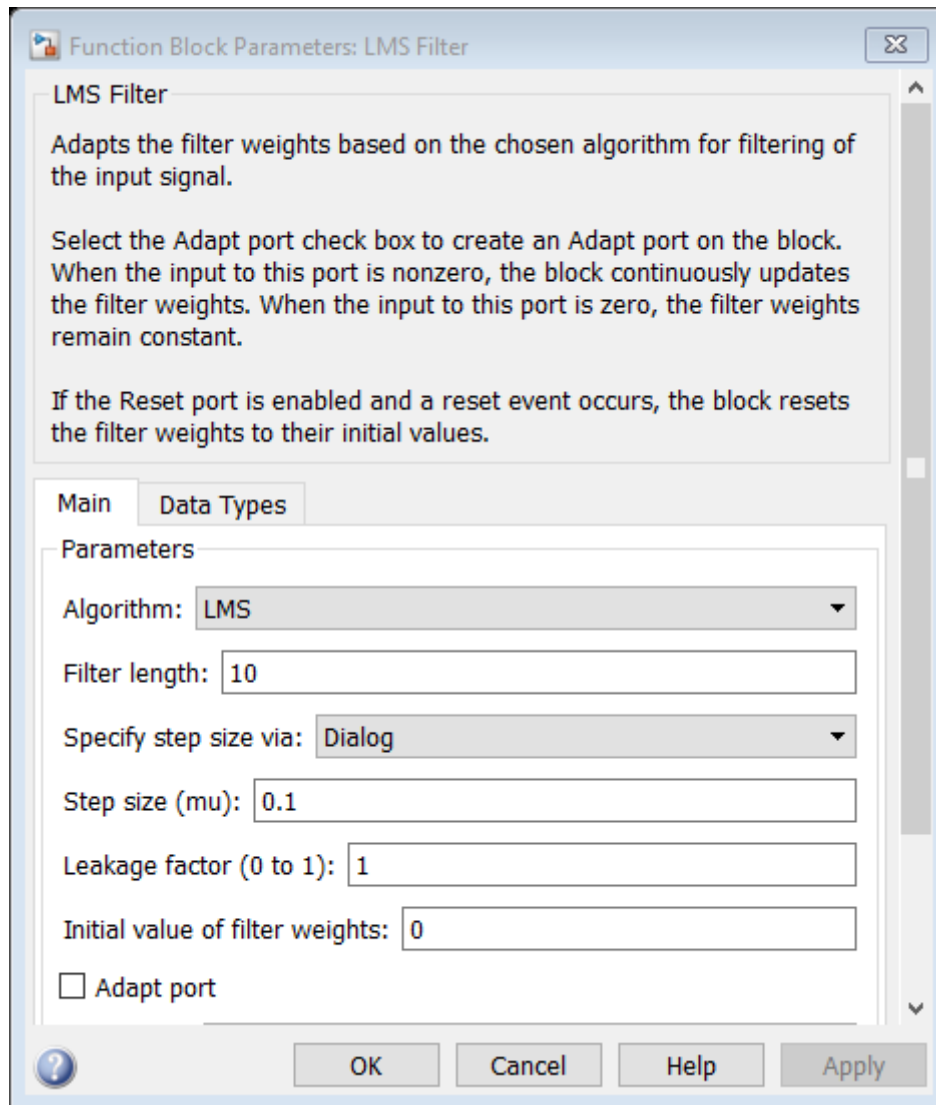 Function Block Parameters: LMS Filter
LMS Filter
Adapts the filter weights based on the chosen algorithm for filtering of
the input signal.
Select the Adapt port check box to create an Adapt port on the block.
When the input to this port is nonzero, the block continuously updates
the filter weights. When the input to this port is zero, the filter weights
remain constant.
If the Reset port is enabled and a reset event occurs, the block resets
the filter weights to their initial values.
Main Data Types
Parameters
Algorithm: LMS
Filter length: 10
Specify step size via: Dialog
Step size (mu): 0.1
Leakage factor (0 to 1): 1
Initial value of filter weights: 0
Adapt port
? OK Cancel Help Apply